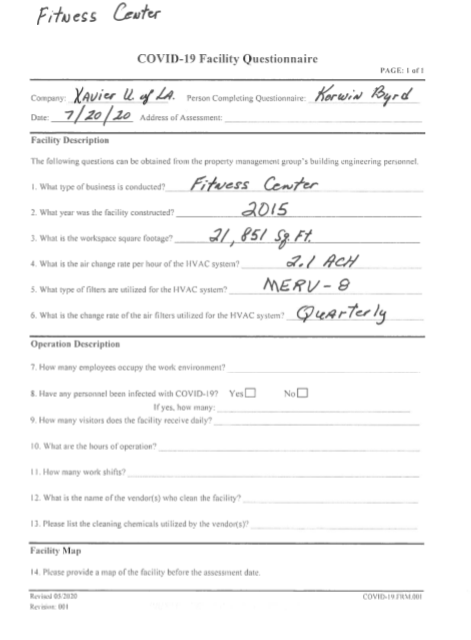 Fitness Center
COVID-19 Facility Questionnaire
PAGE: 1 of 1
Company: XAvier U. of LA. Person Completing Questionnaire: Korwin Byrd
Date: 7/20/20 Address of Assessment:
Facility Description
The following questions can be obtained from the property management group's building engineering personnel.
1. What type of business is conducted? Fitness Center
2. What year was the facility constructed? 2015
3. What is the workspace square footage? 21,851 Sq. Ft.
4. What is the air change rate per hour of the HVAC system? 2.1 ACH
5. What type of filters are utilized for the HVAC system? MERV-8
6. What is the change rate of the air filters utilized for the HVAC system? Quarterly
Operation Description
7. How many employees occupy the work environment?
8. Have any personnel been infected with COVID-19? Yes☐ No☐
If yes, how many:
9. How many visitors does the facility receive daily?
10. What are the hours of operation?
11. How many work shifts?
12. What is the name of the vendor(s) who clean the facility?
13. Please list the cleaning chemicals utilized by the vendor(s)?
Facility Map
14. Please provide a map of the facility before the assessment date.
Revised 05/2020 COVID-19 FRM.001
Revision: 001